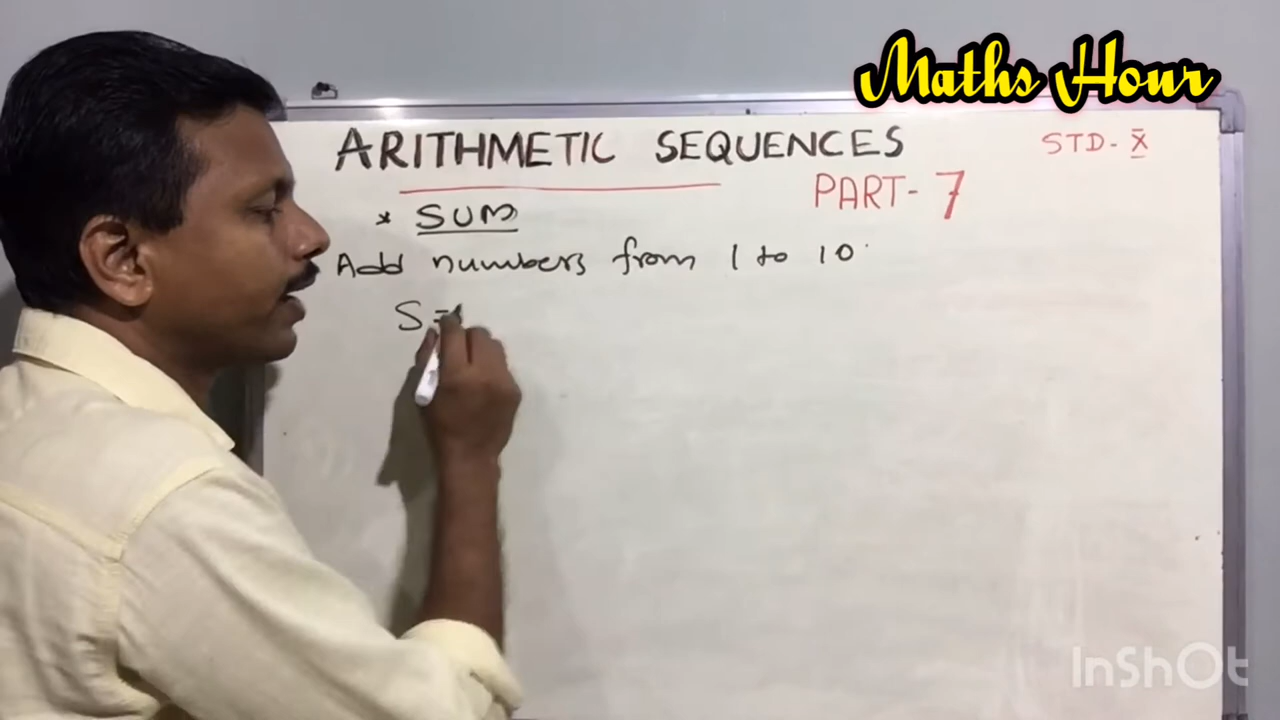 Maths Hour
ARITHMETIC SEQUENCES
STD - X
PART - 7
* SUM
Add numbers from 1 to 10
S =
InShOt